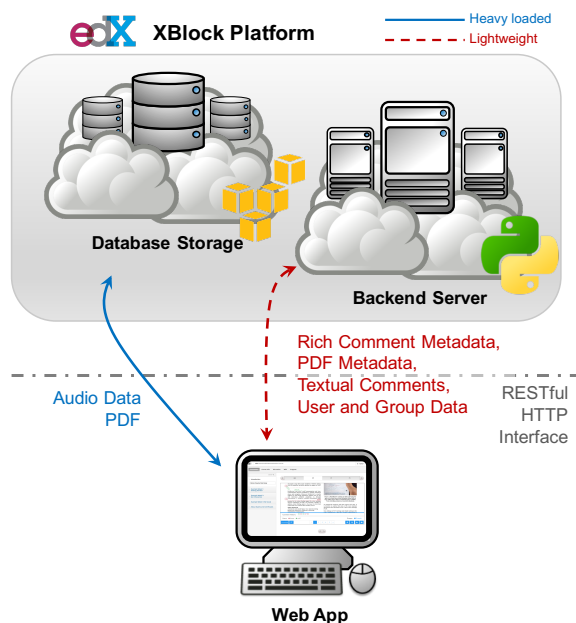 edX XBlock Platform
Heavy loaded
Lightweight
Database Storage
Backend Server
Rich Comment Metadata,
PDF Metadata,
Textual Comments,
User and Group Data
Audio Data
PDF
RESTful
HTTP
Interface
Web App